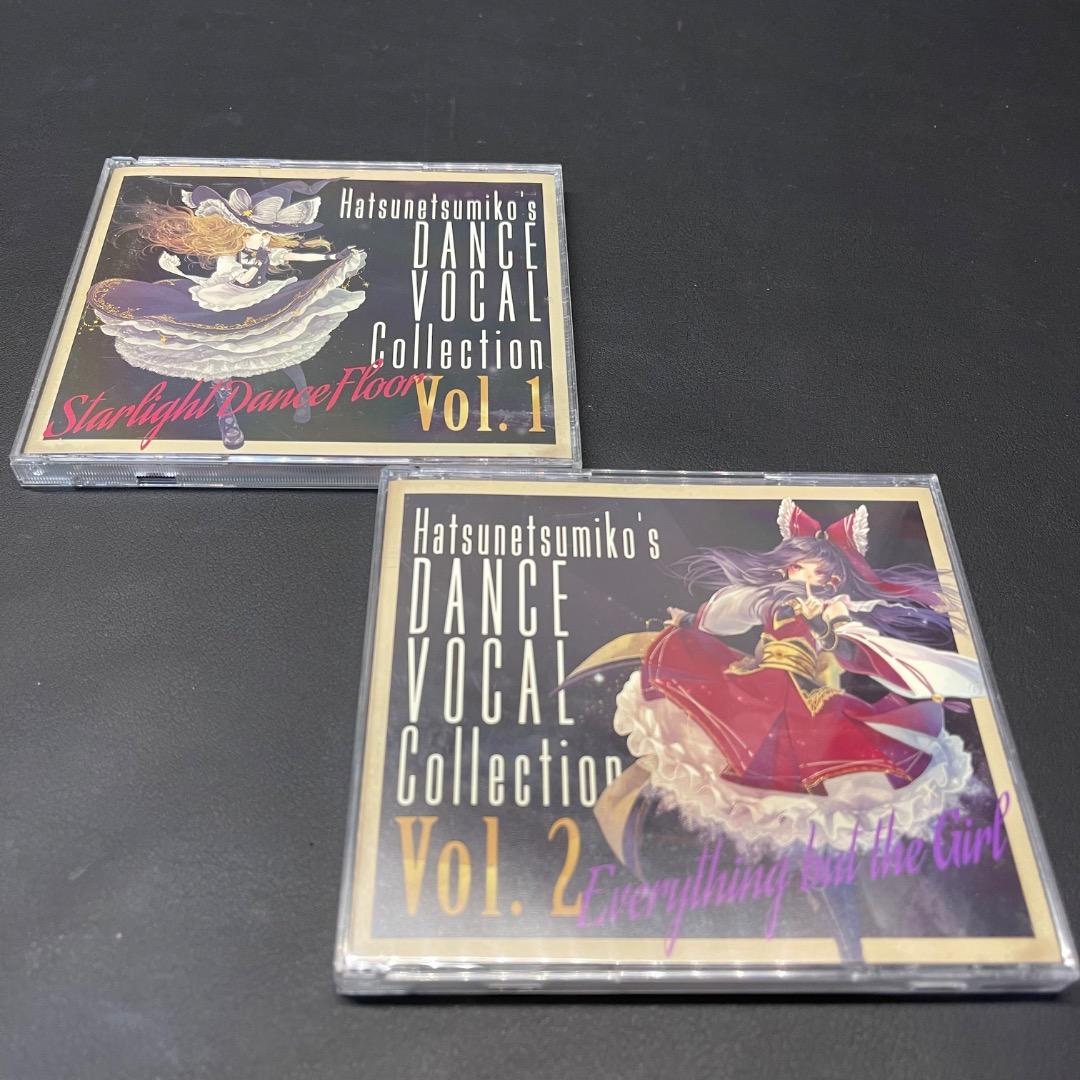 Hatsunetsumiko's
DANCE
VOCAL
Collection
Starlight Dance Floor
Vol. 1
Hatsunetsumiko's
DANCE
VOCAL
Collection
Vol. 2
Everything but the Girl